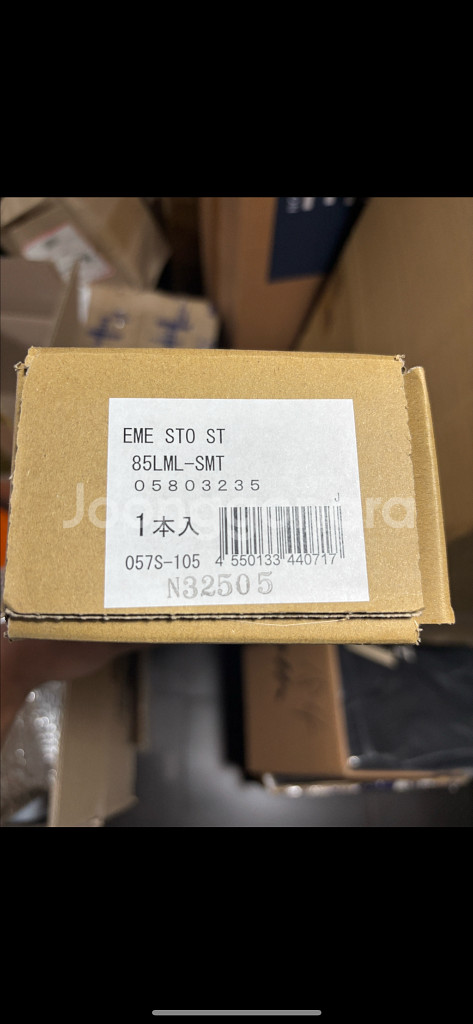 EME STO ST
85LML-SMT
05803235
J
1本入
057S-105
4 550133 440717
N32505